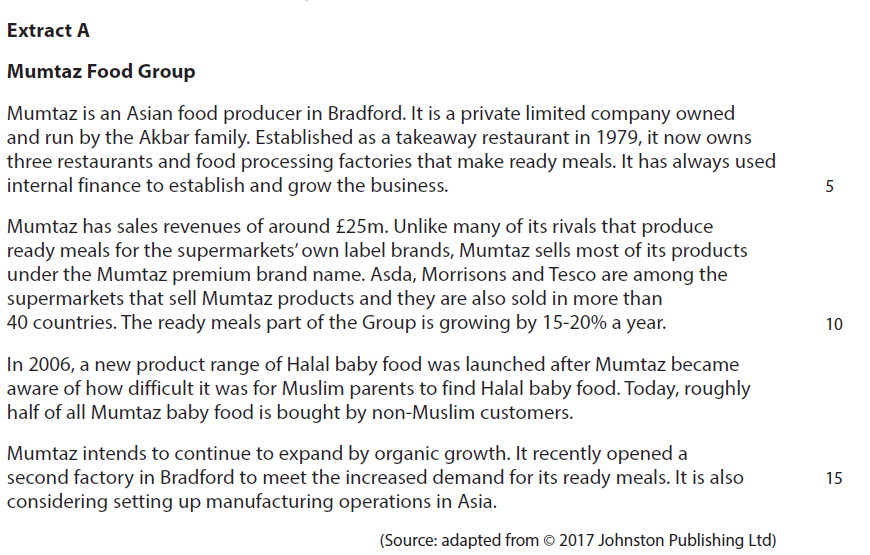 Extract A
Mumtaz Food Group
Mumtaz is an Asian food producer in Bradford. It is a private limited company owned
and run by the Akbar family. Established as a takeaway restaurant in 1979, it now owns
three restaurants and food processing factories that make ready meals. It has always used
internal finance to establish and grow the business. 5
Mumtaz has sales revenues of around £25m. Unlike many of its rivals that produce
ready meals for the supermarkets’ own label brands, Mumtaz sells most of its products
under the Mumtaz premium brand name. Asda, Morrisons and Tesco are among the
supermarkets that sell Mumtaz products and they are also sold in more than
40 countries. The ready meals part of the Group is growing by 15-20% a year. 10
In 2006, a new product range of Halal baby food was launched after Mumtaz became
aware of how difficult it was for Muslim parents to find Halal baby food. Today, roughly
half of all Mumtaz baby food is bought by non-Muslim customers.
Mumtaz intends to continue to expand by organic growth. It recently opened a
second factory in Bradford to meet the increased demand for its ready meals. It is also 15
considering setting up manufacturing operations in Asia.
(Source: adapted from © 2017 Johnston Publishing Ltd)